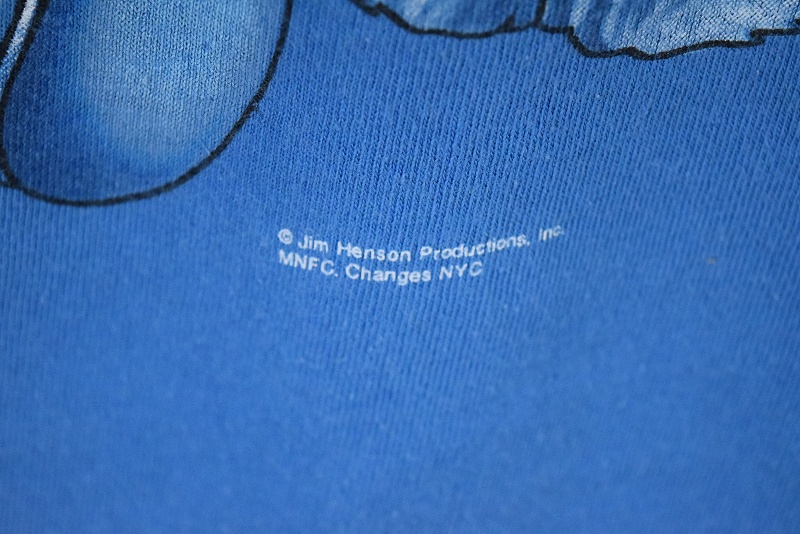 © Jim Henson Productions, Inc.
MNFC. Changes NYC